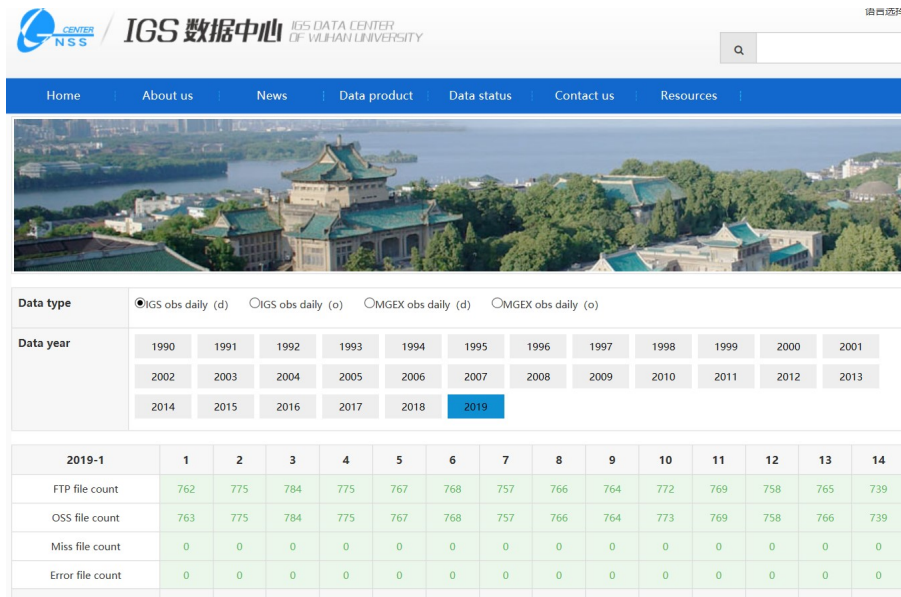 语言选择
CENTER
NSS
IGS 数据中心 IGS DATA CENTER
OF WUHAN UNIVERSITY
Home About us News Data product Data status Contact us Resources
Data type IGS obs daily (d) IGS obs daily (o) MGEX obs daily (d) MGEX obs daily (o)
Data year 1990 1991 1992 1993 1994 1995 1996 1997 1998 1999 2000 2001
2002 2003 2004 2005 2006 2007 2008 2009 2010 2011 2012 2013
2014 2015 2016 2017 2018 2019
2019-1 1 2 3 4 5 6 7 8 9 10 11 12 13 14
FTP file count 762 775 784 775 767 768 757 766 764 772 769 758 765 739
OSS file count 763 775 784 775 767 768 757 766 764 773 769 758 766 739
Miss file count 0 0 0 0 0 0 0 0 0 0 0 0 0 0
Error file count 0 0 0 0 0 0 0 0 0 0 0 0 0 0